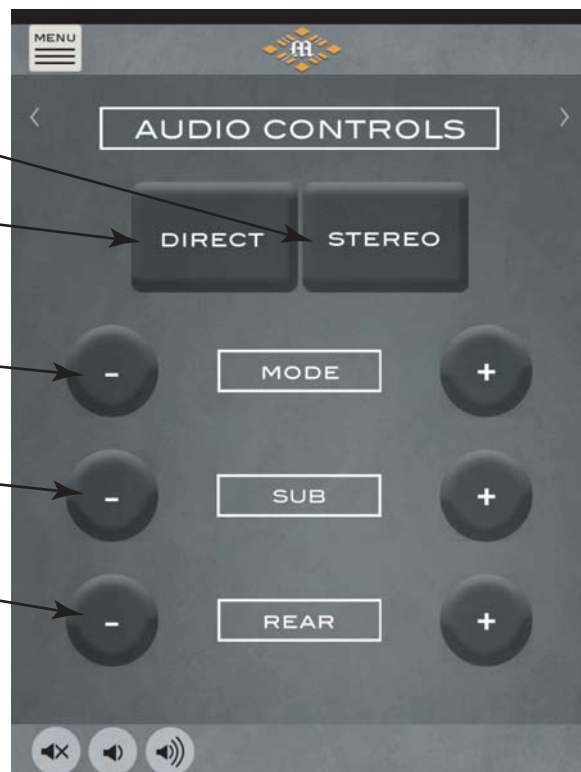 MENU
M
AUDIO CONTROLS
DIRECT STEREO
- MODE +
- SUB +
- REAR +